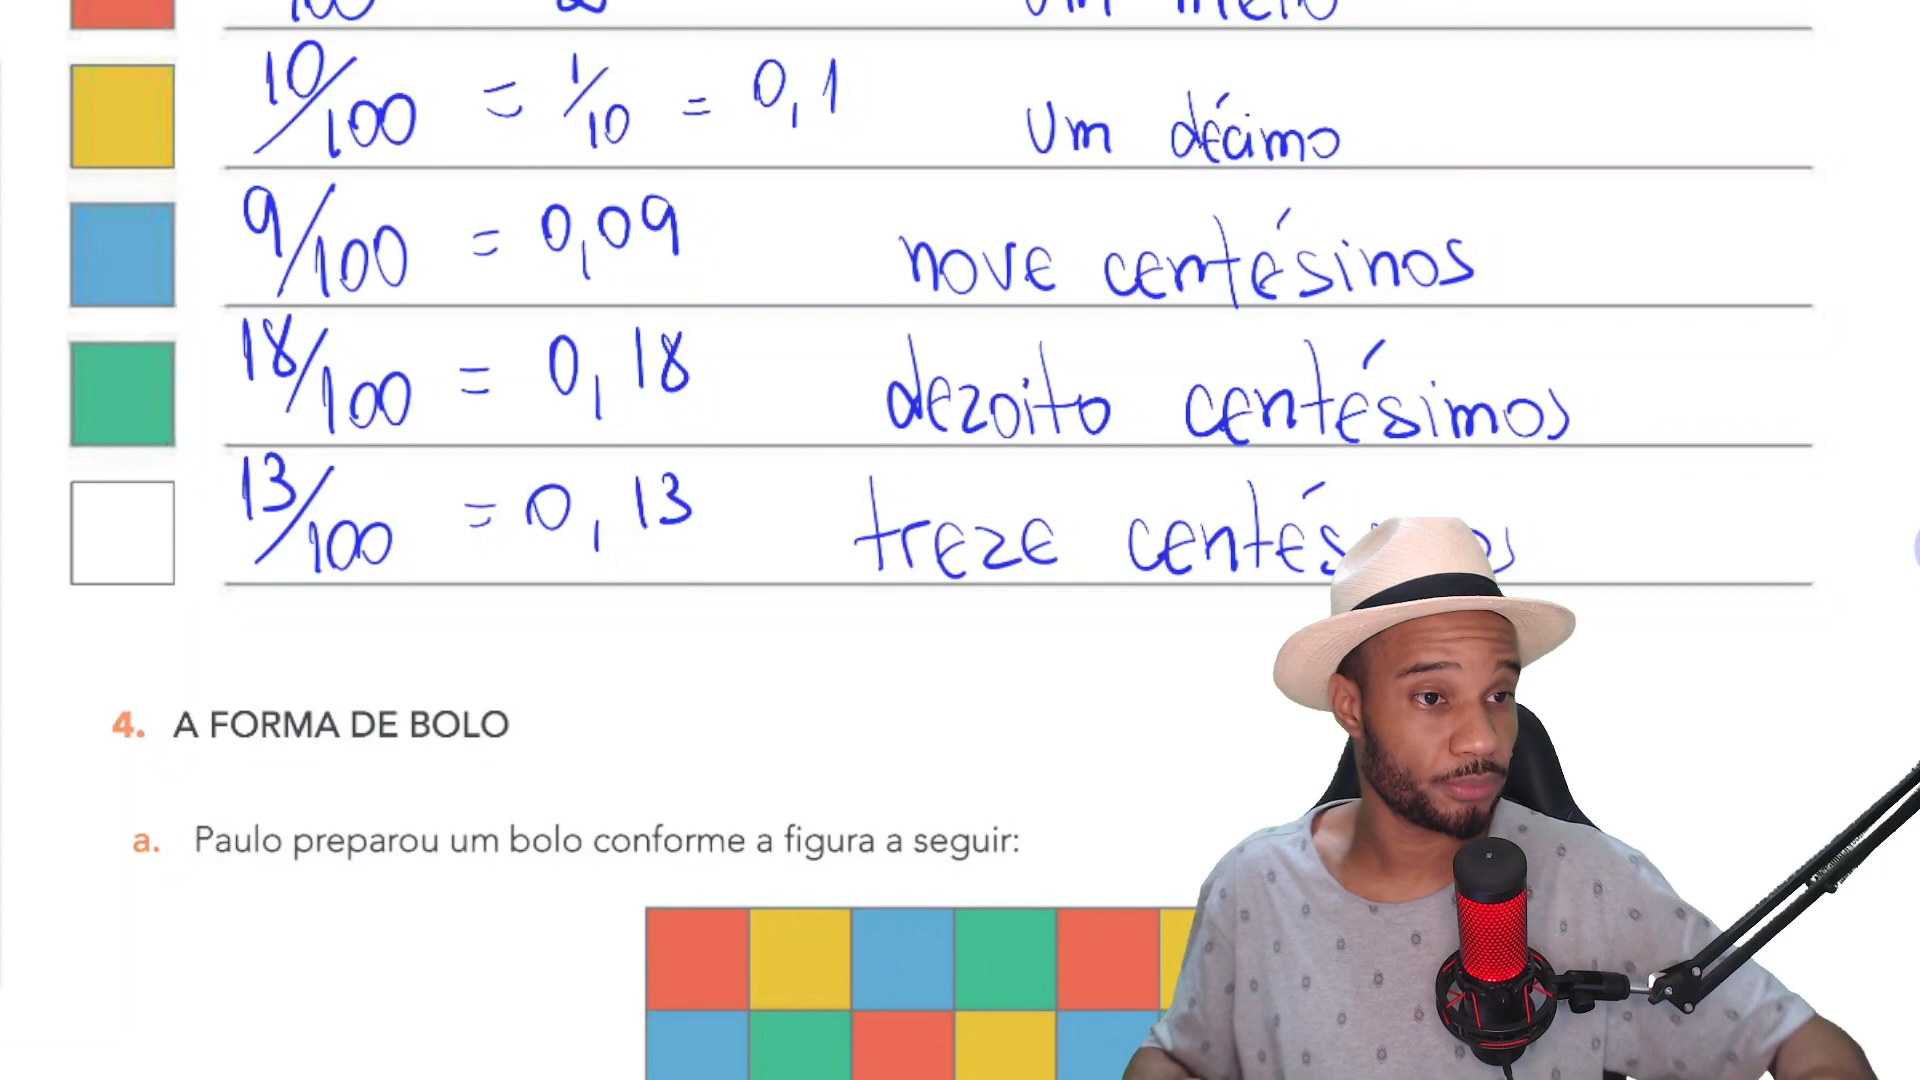 10/100 = 1/10 = 0,1 um décimo
9/100 = 0,09 nove centésinos
18/100 = 0,18 dezoito centésimos
13/100 = 0,13 treze
4. A FORMA DE BOLO
a. Paulo preparou um bolo conforme a figura a seguir: